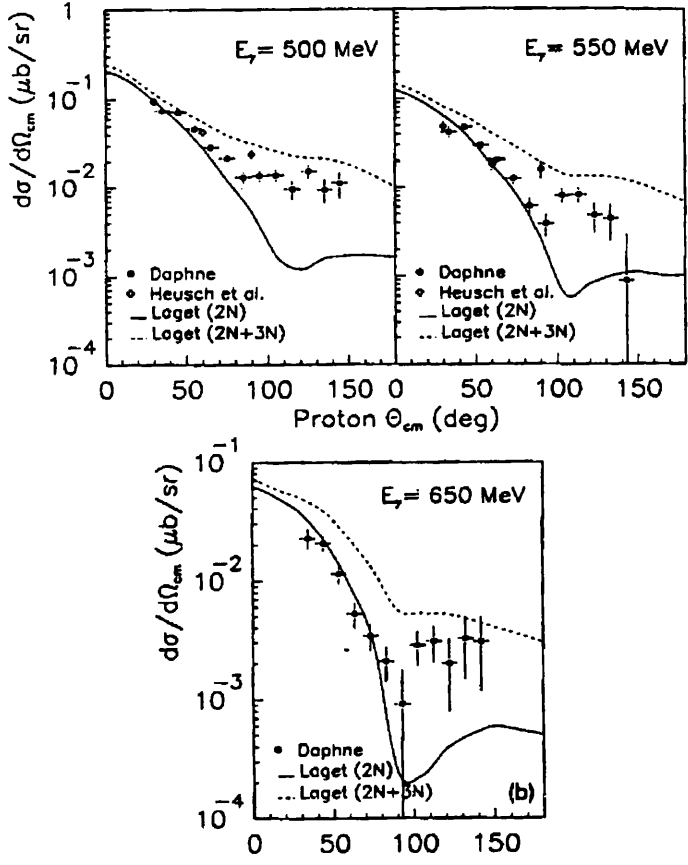 dσ/dΩcm (μb/sr)
1
10⁻¹
10⁻²
10⁻³
10⁻⁴
Eγ= 500 MeV
Daphne
Heusch et al.
Laget (2N)
Laget (2N+3N)
0 50 100 150
Eγ= 550 MeV
Daphne
Heusch et al.
Laget (2N)
Laget (2N+3N)
0 50 100 150
Proton Θcm (deg)
dσ/dΩcm (μb/sr)
10⁻¹
10⁻²
10⁻³
10⁻⁴
Eγ= 650 MeV
Daphne
Laget (2N)
Laget (2N+3N)
(b)
0 50 100 150